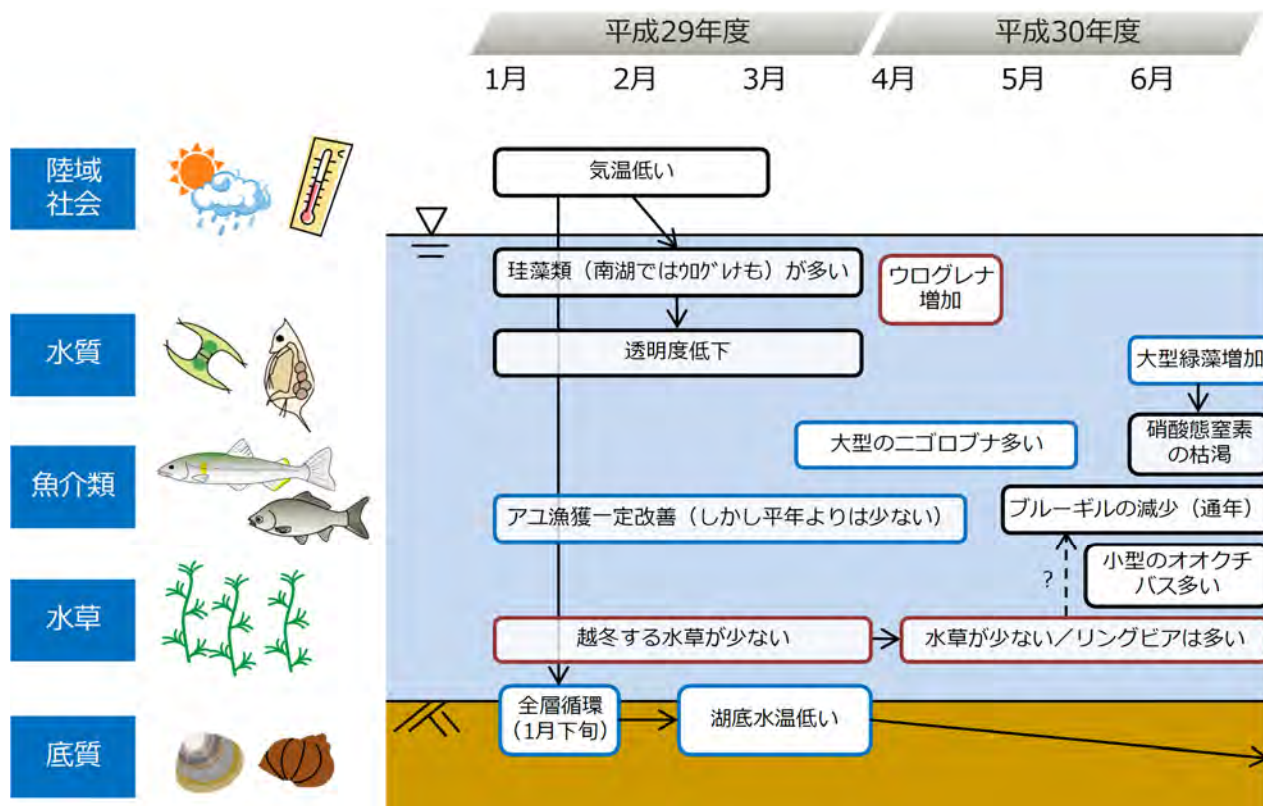 平成29年度
平成30年度
1月
2月
3月
4月
5月
6月
陸域
社会
気温低い
珪藻類（南湖ではｳﾛｸﾞﾚﾅも）が多い
ウログレナ
増加
水質
透明度低下
大型緑藻増加
大型のニゴロブナ多い
硝酸態窒素
の枯渇
魚介類
アユ漁獲一定改善（しかし平年よりは少ない）
ブルーギルの減少（通年）
小型のオオクチ
バス多い
?
水草
越冬する水草が少ない
水草が少ない／リングビアは多い
底質
全層循環
（1月下旬）
湖底水温低い